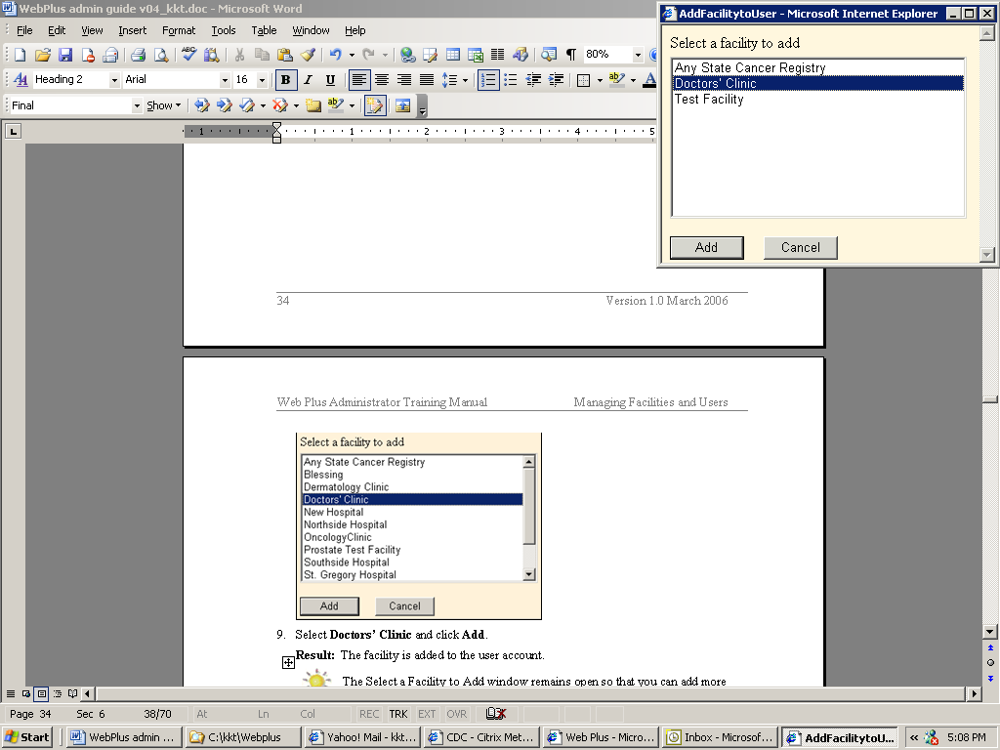 WebPlus admin guide v04_kkt.doc - Microsoft Word
File Edit View Insert Format Tools Table Window Help
80%
Heading 2 Arial 16 B I U
Final Show
1 1 2 3 4 5
AddFacilitytoUser - Microsoft Internet Explorer
Select a facility to add
Any State Cancer Registry
Doctors' Clinic
Test Facility
Add Cancel
34 Version 1.0 March 2006
Web Plus Administrator Training Manual Managing Facilities and Users
Select a facility to add
Any State Cancer Registry
Blessing
Dermatology Clinic
Doctors' Clinic
New Hospital
Northside Hospital
OncologyClinic
Prostate Test Facility
Southside Hospital
St. Gregory Hospital
Add Cancel
9. Select Doctors’ Clinic and click Add.
Result: The facility is added to the user account.
The Select a Facility to Add window remains open so that you can add more
Page 34 Sec 6 38/70 At Ln Col REC TRK EXT OVR
Start WebPlus admin ... C:\kkt\Webplus Yahoo! Mail - kkt... CDC - Citrix Met... Web Plus - Micro... Inbox - Microsof... AddFacilitytoU... « 5:08 PM